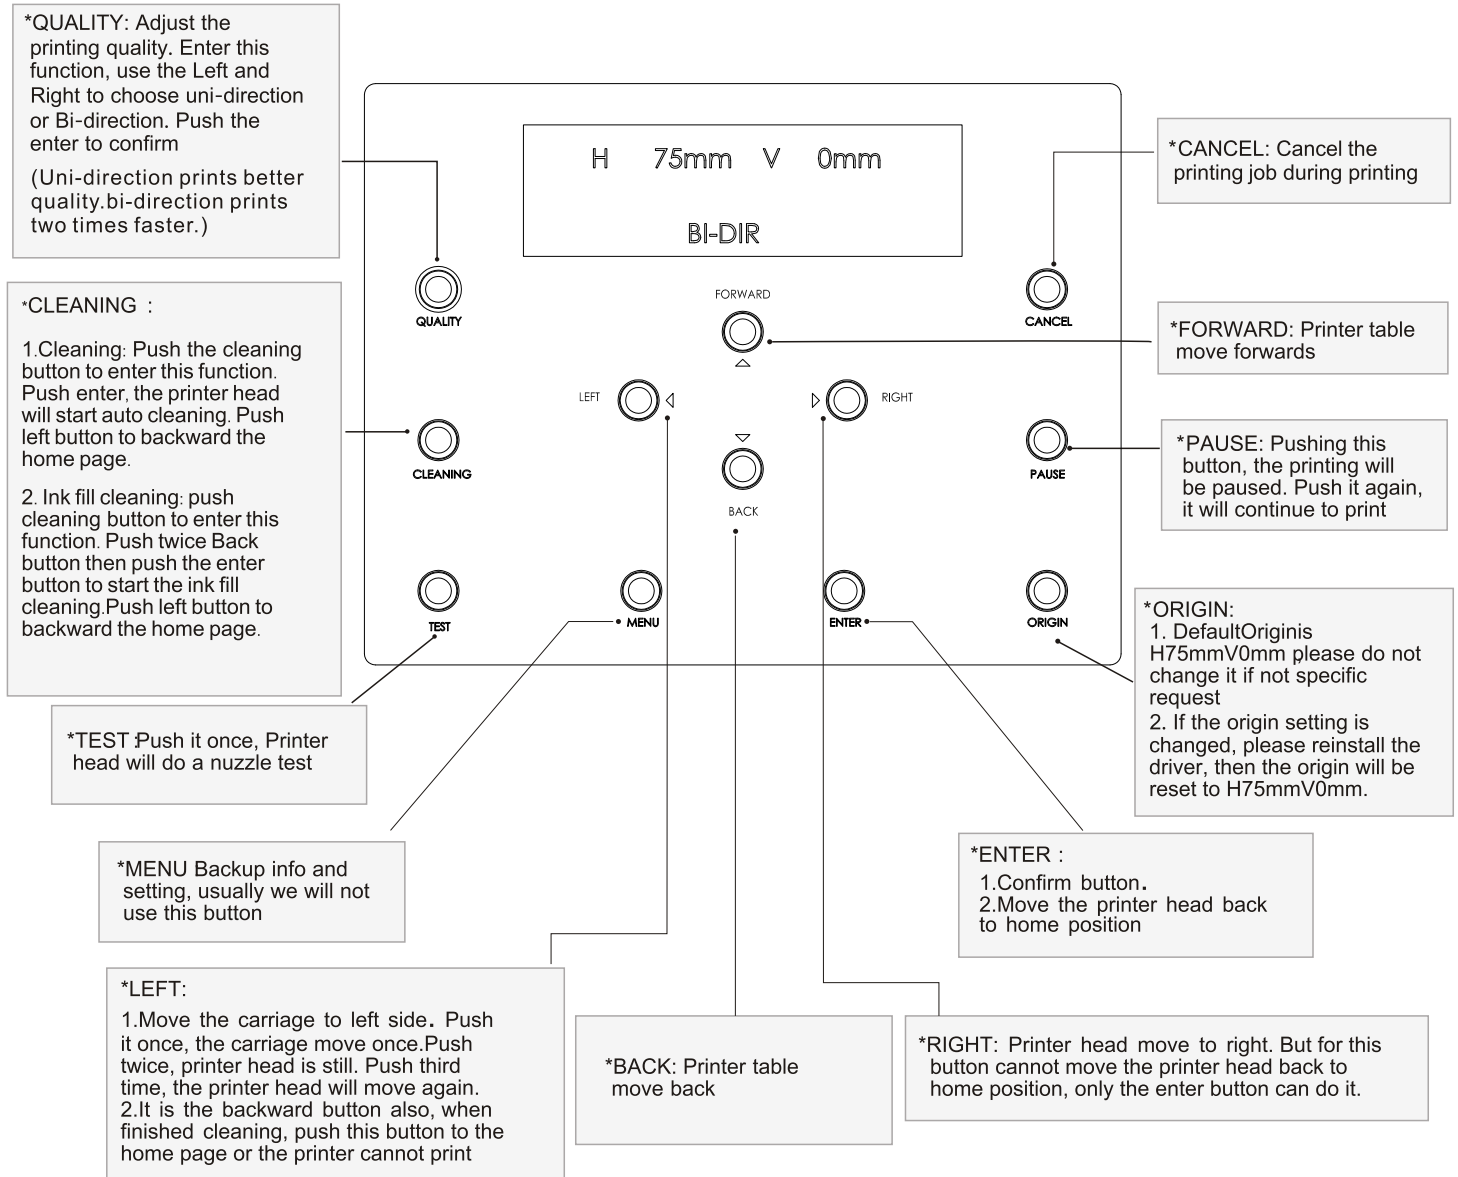 *QUALITY: Adjust the
printing quality. Enter this
function, use the Left and
Right to choose uni-direction
or Bi-direction. Push the
enter to confirm
(Uni-direction prints better
quality.bi-direction prints
two times faster.)
H 75mm V 0mm
BI-DIR
*CANCEL: Cancel the
printing job during printing
QUALITY
FORWARD
CANCEL
*CLEANING :
1.Cleaning: Push the cleaning
button to enter this function.
Push enter, the printer head
will start auto cleaning. Push
left button to backward the
home page.
2. Ink fill cleaning: push
cleaning button to enter this
function. Push twice Back
button then push the enter
button to start the ink fill
cleaning.Push left button to
backward the home page.
*FORWARD: Printer table
move forwards
LEFT
RIGHT
CLEANING
BACK
PAUSE
*PAUSE: Pushing this
button, the printing will
be paused. Push it again,
it will continue to print
TEST
MENU
ENTER
ORIGIN
*ORIGIN:
1. DefaultOriginis
H75mmV0mm please do not
change it if not specific
request
2. If the origin setting is
changed, please reinstall the
driver, then the origin will be
reset to H75mmV0mm.
*TEST:Push it once, Printer
head will do a nuzzle test
*MENU Backup info and
setting, usually we will not
use this button
*ENTER :
1.Confirm button.
2.Move the printer head back
to home position
*LEFT:
1.Move the carriage to left side. Push
it once, the carriage move once.Push
twice, printer head is still. Push third
time, the printer head will move again.
2.It is the backward button also, when
finished cleaning, push this button to the
home page or the printer cannot print
*BACK: Printer table
move back
*RIGHT: Printer head move to right. But for this
button cannot move the printer head back to
home position, only the enter button can do it.